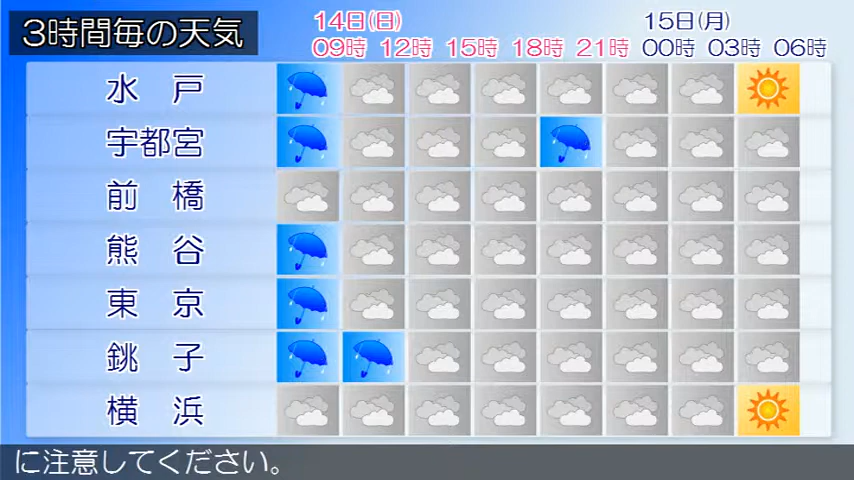 3時間毎の天気
14日(日) 15日(月)
09時 12時 15時 18時 21時 00時 03時 06時
水戸
宇都宮
前橋
熊谷
東京
銚子
横浜
に注意してください。